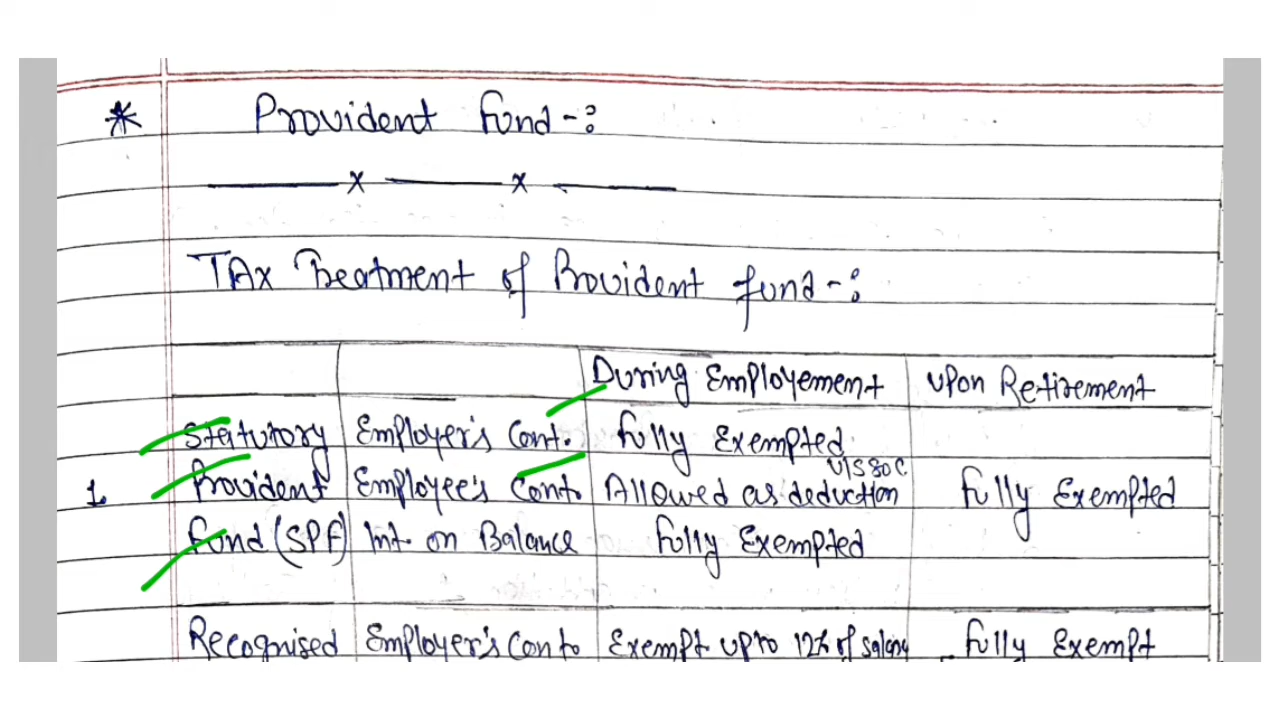 * Provident fund-:
x x
TAx Treatment of Provident fund-:
During Employement Upon Retirement
Statutory Employer's Cont. fully Exempted
U/S 80C
1. Provident Employee's Cont. Allowed as deduction fully Exempted
fund (SPF) Int. on Balance fully Exempted
Recognised Employer's Cont. Exempt upto 12% of salary fully Exempt